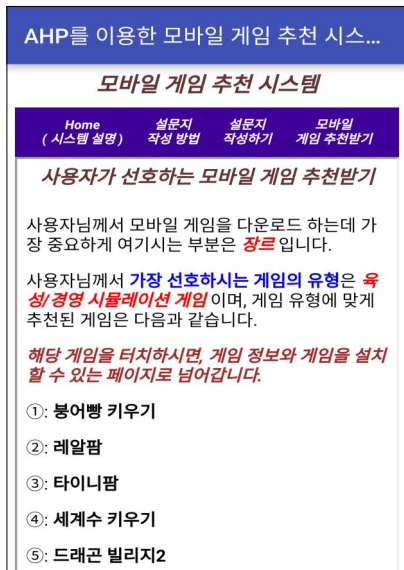 AHP를 이용한 모바일 게임 추천 시스...
모바일 게임 추천 시스템
Home 설문지 설문지 모바일
( 시스템 설명 ) 작성 방법 작성하기 게임 추천받기
사용자가 선호하는 모바일 게임 추천받기
사용자님께서 모바일 게임을 다운로드 하는데 가
장 중요하게 여기시는 부분은 장르 입니다.
사용자님께서 가장 선호하시는 게임의 유형은 육
성/경영 시뮬레이션 게임 이며, 게임 유형에 맞게
추천된 게임은 다음과 같습니다.
해당 게임을 터치하시면, 게임 정보와 게임을 설치
할 수 있는 페이지로 넘어갑니다.
①: 붕어빵 키우기
②: 레알팜
③: 타이니팜
④: 세계수 키우기
⑤: 드래곤 빌리지2